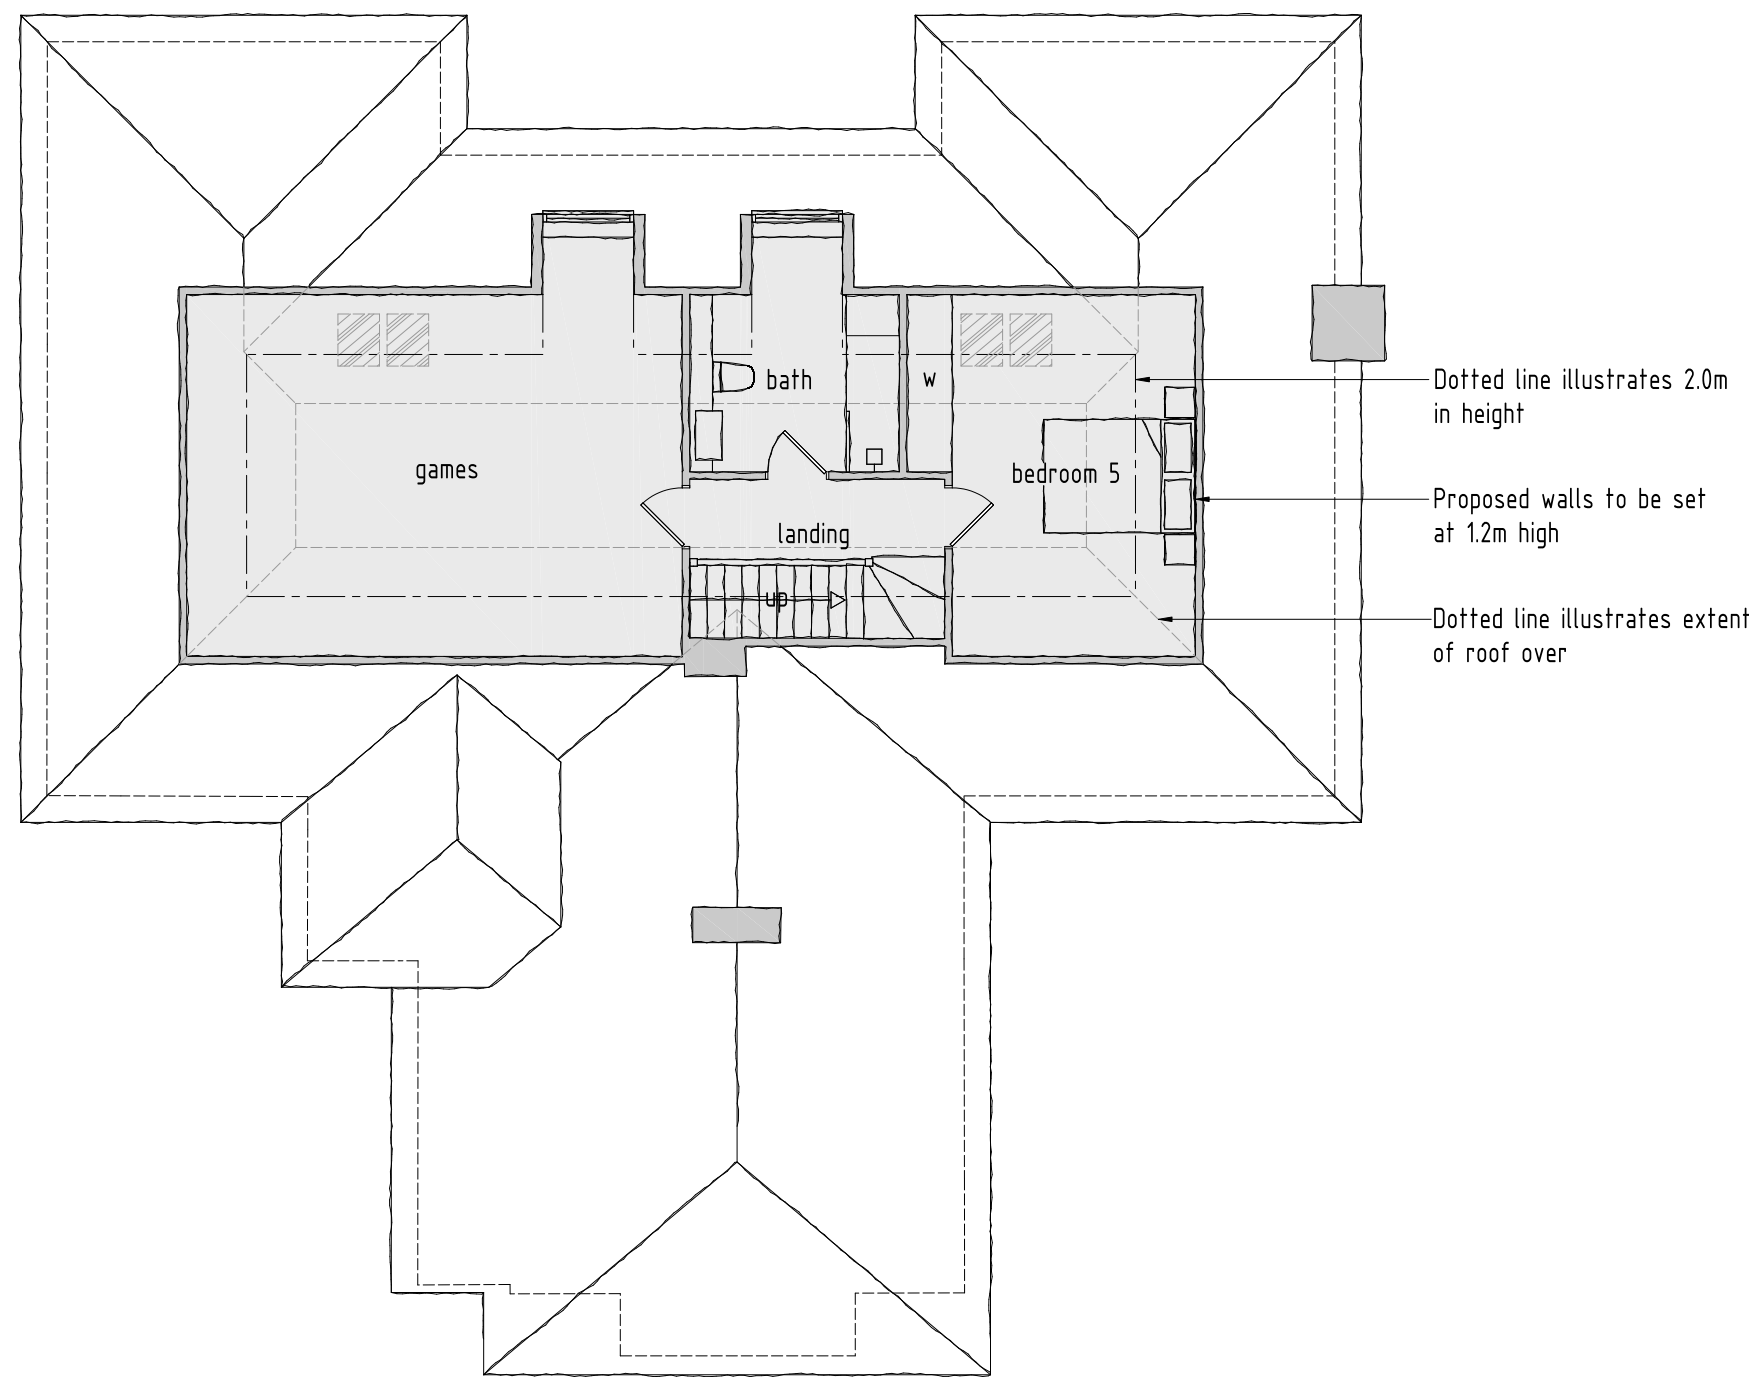 bath
w
games
bedroom 5
landing
up
Dotted line illustrates 2.0m
in height
Proposed walls to be set
at 1.2m high
Dotted line illustrates extent
of roof over